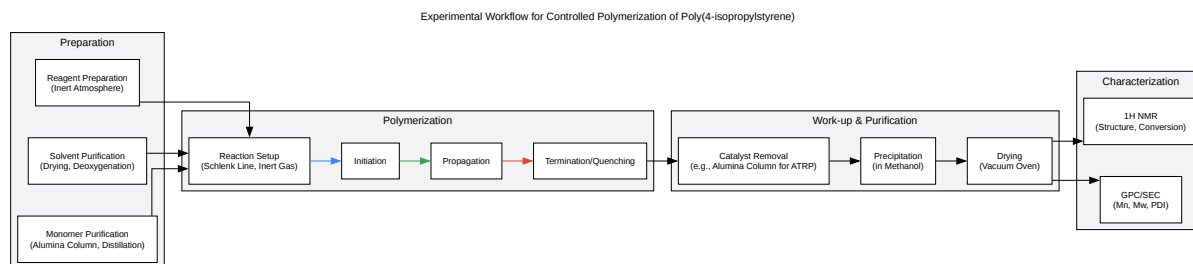 Experimental Workflow for Controlled Polymerization of Poly(4-isopropylstyrene)
Preparation
Reagent Preparation
(Inert Atmosphere)
Solvent Purification
(Drying, Deoxygenation)
Monomer Purification
(Alumina Column, Distillation)
Polymerization
Reaction Setup
(Schlenk Line, Inert Gas)
Initiation
Propagation
Termination/Quenching
Work-up & Purification
Catalyst Removal
(e.g., Alumina Column for ATRP)
Precipitation
(in Methanol)
Drying
(Vacuum Oven)
Characterization
1H NMR
(Structure, Conversion)
GPC/SEC
(Mn, Mw, PDI)